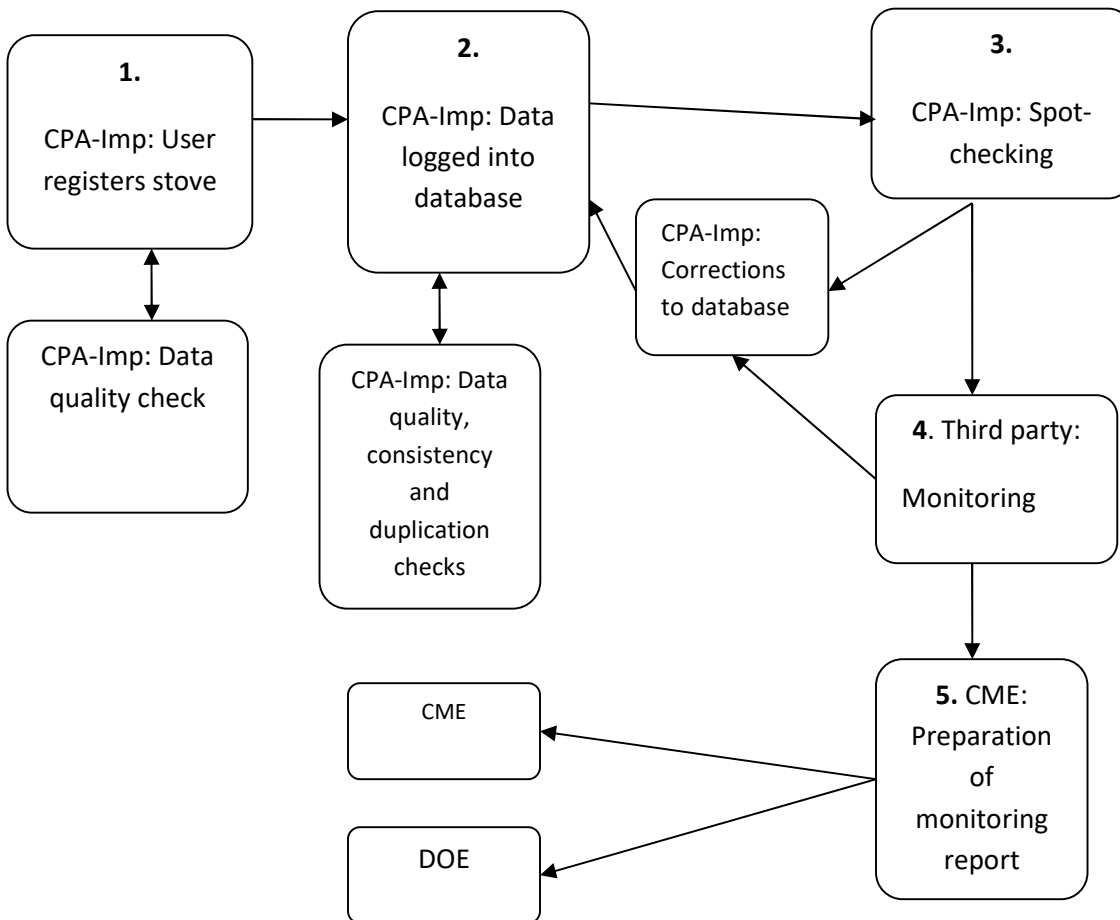 1.
CPA-Imp: User
registers stove
2.
CPA-Imp: Data
logged into
database
3.
CPA-Imp: Spot-
checking
CPA-Imp:
Corrections
to database
CPA-Imp: Data
quality check
CPA-Imp: Data
quality,
consistency
and
duplication
checks
4. Third party:
Monitoring
5. CME:
Preparation
of
monitoring
report
CME
DOE